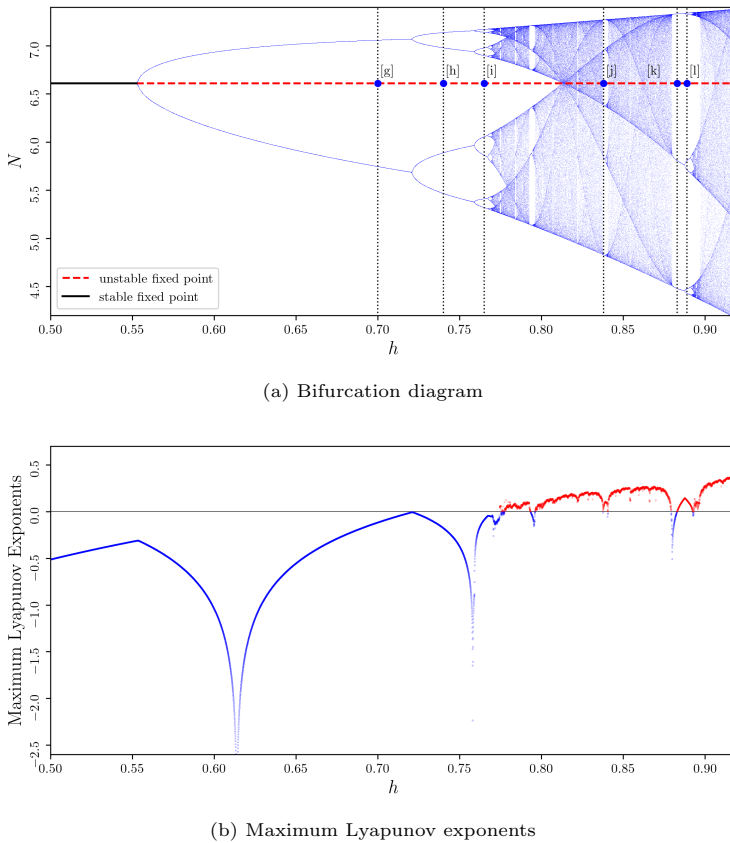 7.0
6.5
6.0
5.5
5.0
4.5
N
[g]
[h]
[i]
[j]
[k]
[l]
unstable fixed point
stable fixed point
0.50 0.55 0.60 0.65 0.70 0.75 0.80 0.85 0.90
h
(a) Bifurcation diagram
0.5
0.0
−0.5
−1.0
−1.5
−2.0
−2.5
Maximum Lyapunov Exponents
0.50 0.55 0.60 0.65 0.70 0.75 0.80 0.85 0.90
h
(b) Maximum Lyapunov exponents